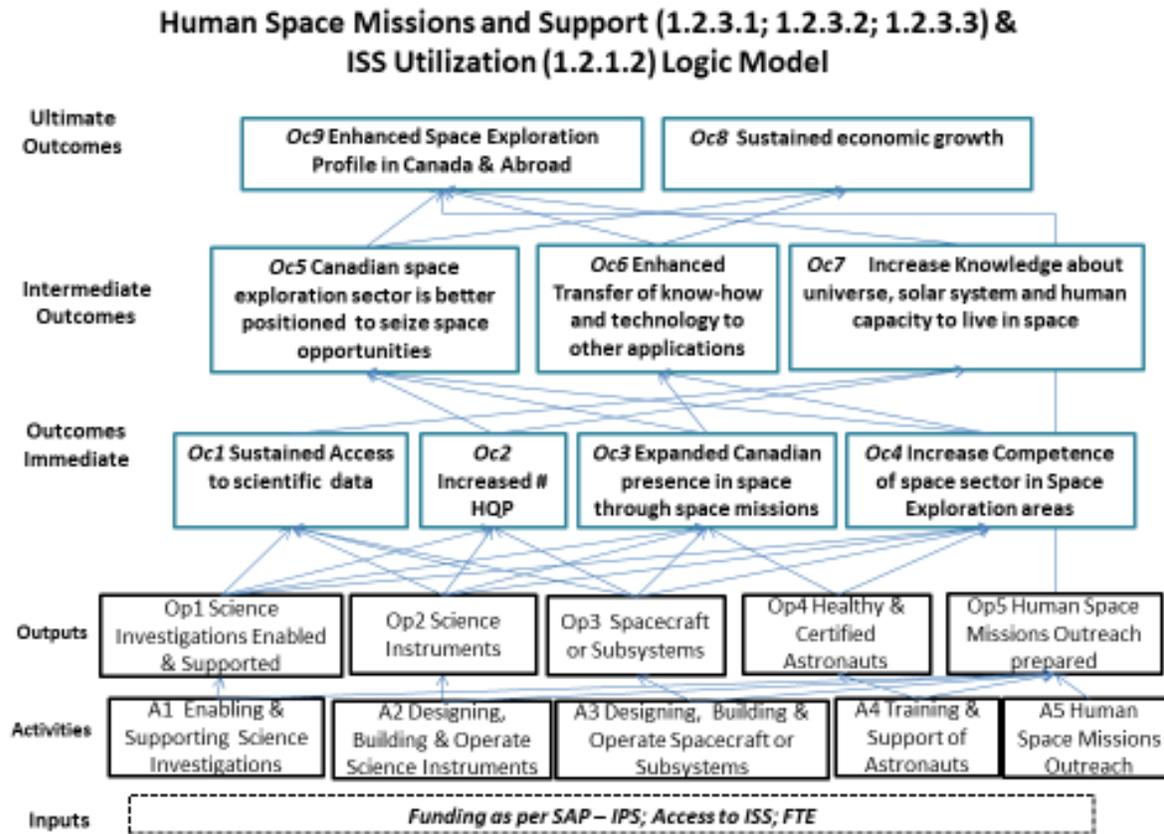 Human Space Missions and Support (1.2.3.1; 1.2.3.2; 1.2.3.3) &
ISS Utilization (1.2.1.2) Logic Model
Ultimate
Outcomes
Oc9 Enhanced Space Exploration
Profile in Canada & Abroad
Oc8 Sustained economic growth
Intermediate
Outcomes
Oc5 Canadian space
exploration sector is better
positioned to seize space
opportunities
Oc6 Enhanced
Transfer of know-how
and technology to
other applications
Oc7 Increase Knowledge about
universe, solar system and human
capacity to live in space
Outcomes
Immediate
Oc1 Sustained Access
to scientific data
Oc2
Increased #
HQP
Oc3 Expanded Canadian
presence in space
through space missions
Oc4 Increase Competence
of space sector in Space
Exploration areas
Outputs
Op1 Science
Investigations Enabled
& Supported
Op2 Science
Instruments
Op3 Spacecraft
or Subsystems
Op4 Healthy &
Certified
Astronauts
Op5 Human Space
Missions Outreach
prepared
Activities
A1 Enabling &
Supporting Science
Investigations
A2 Designing,
Building & Operate
Science Instruments
A3 Designing, Building &
Operate Spacecraft or
Subsystems
A4 Training &
Support of
Astronauts
A5 Human
Space Missions
Outreach
Inputs
Funding as per SAP – IPS; Access to ISS; FTE